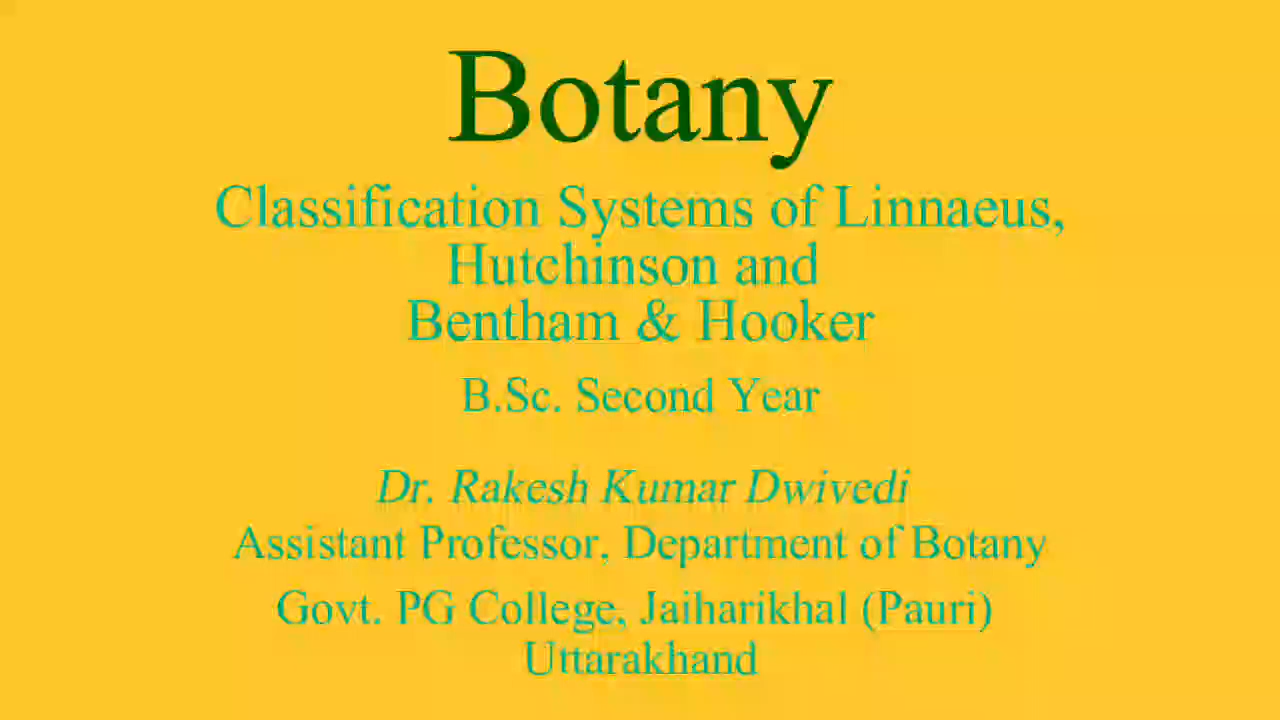 Botany
Classification Systems of Linnaeus,
Hutchinson and
Bentham & Hooker
B.Sc. Second Year
Dr. Rakesh Kumar Dwivedi
Assistant Professor, Department of Botany
Govt. PG College, Jaiharikhal (Pauri)
Uttarakhand